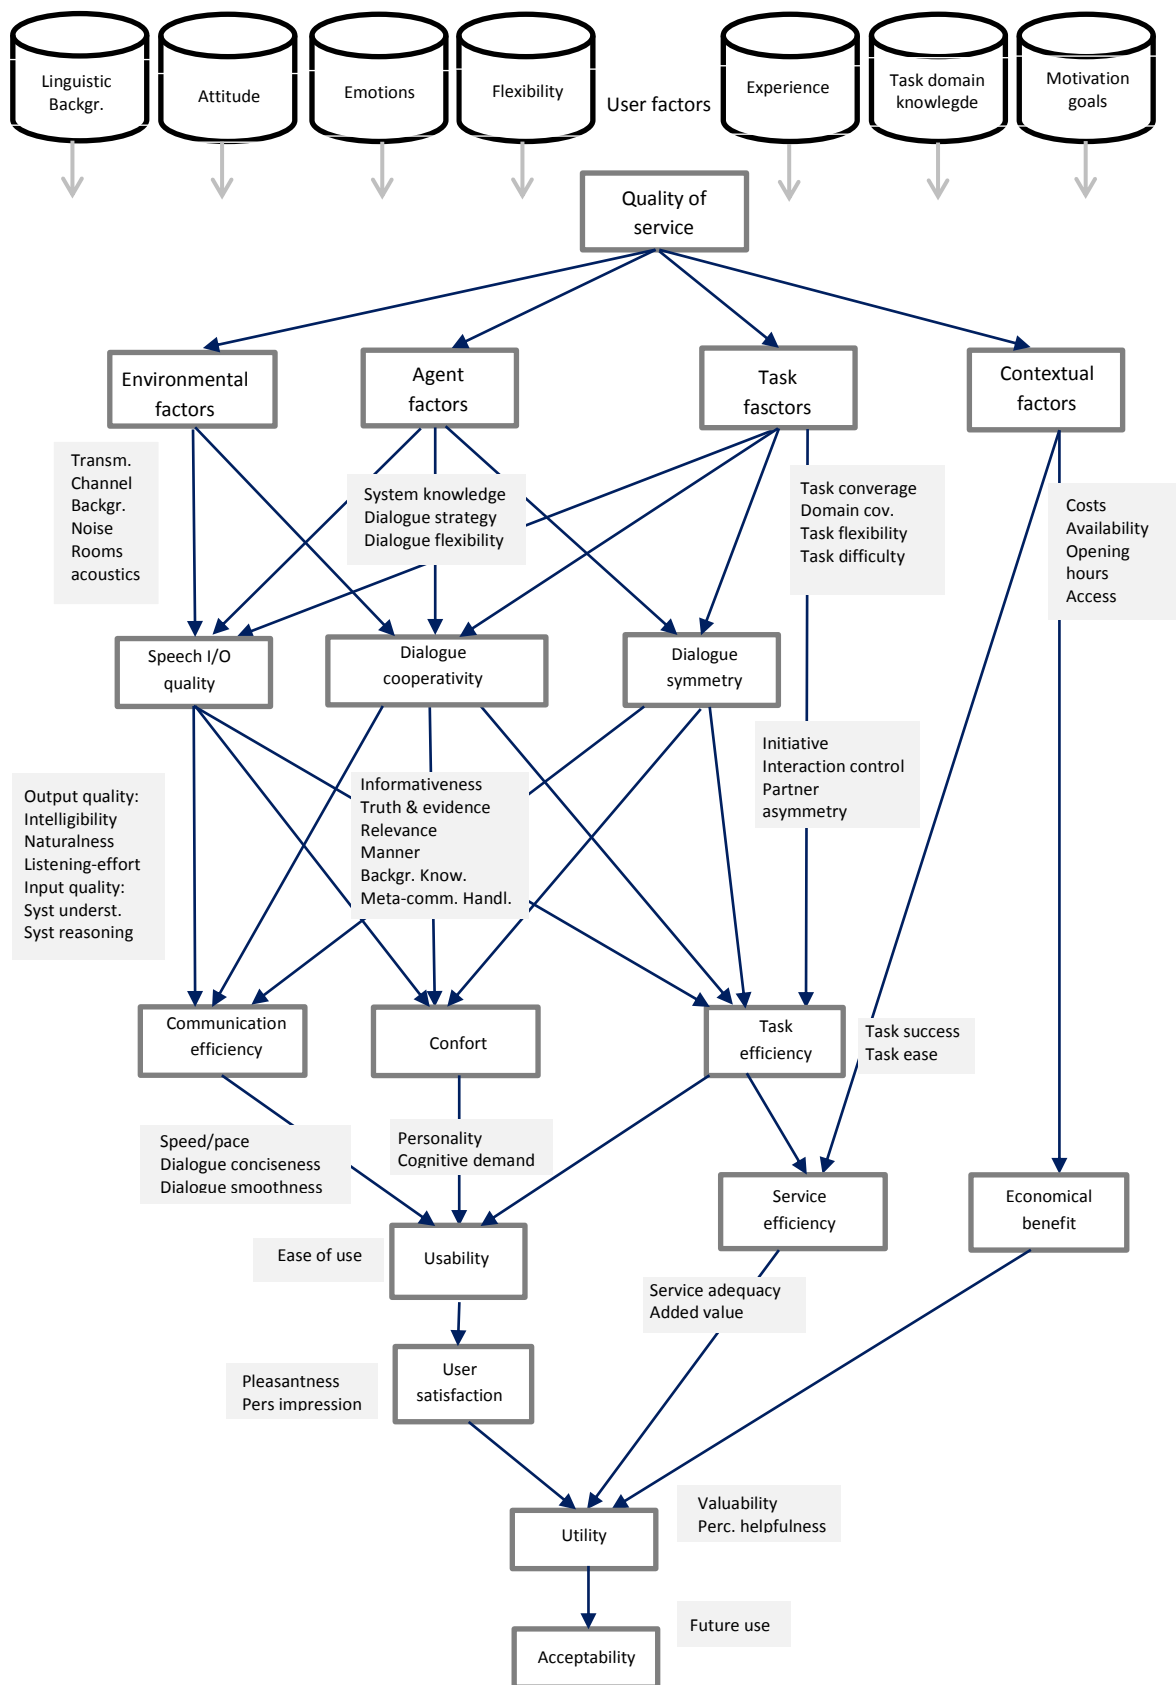 Linguistic
Backgr.
Attitude
Emotions
Flexibility
User factors
Experience
Task domain
knowlegde
Motivation
goals
Quality of
service
Environmental
factors
Agent
factors
Task
fasctors
Contextual
factors
Transm.
Channel
Backgr.
Noise
Rooms
acoustics
System knowledge
Dialogue strategy
Dialogue flexibility
Task converage
Domain cov.
Task flexibility
Task difficulty
Costs
Availability
Opening
hours
Access
Speech I/O
quality
Dialogue
cooperativity
Dialogue
symmetry
Output quality:
Intelligibility
Naturalness
Listening-effort
Input quality:
Syst underst.
Syst reasoning
Informativeness
Truth & evidence
Relevance
Manner
Backgr. Know.
Meta-comm. Handl.
Initiative
Interaction control
Partner
asymmetry
Communication
efficiency
Confort
Task
efficiency
Task success
Task ease
Speed/pace
Dialogue conciseness
Dialogue smoothness
Personality
Cognitive demand
Service
efficiency
Economical
benefit
Ease of use
Usability
Service adequacy
Added value
Pleasantness
Pers impression
User
satisfaction
Valuability
Perc. helpfulness
Utility
Future use
Acceptability